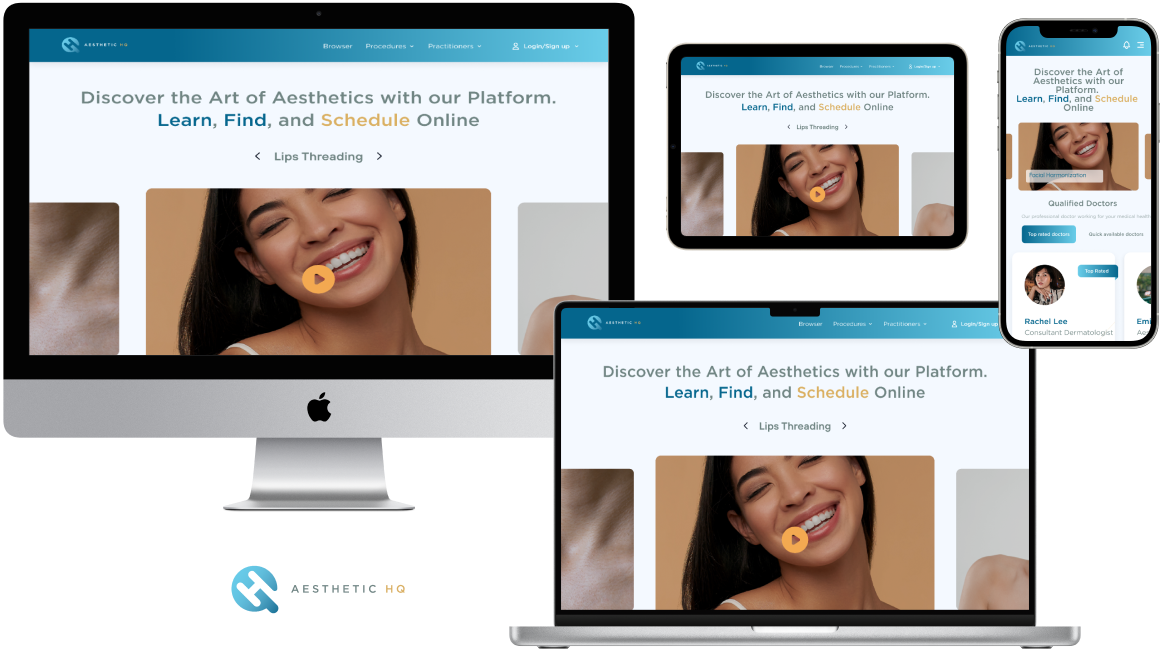 AESTHETIC HQ
Browser Procedures Practitioners Login/Sign up
Discover the Art of Aesthetics with our Platform.
Learn, Find, and Schedule Online
Lips Threading
AESTHETIC HQ
Browser Procedures Practitioners Login/Sign up
Discover the Art of Aesthetics with our Platform.
Learn, Find, and Schedule Online
Lips Threading
AESTHETIC HQ
Discover the Art of
Aesthetics with our
Platform.
Learn, Find, and Schedule
Online
Facial Harmonization
Qualified Doctors
Our professional doctor working for your medical health
Top rated doctors Quick available doctors
Top Rated
Rachel Lee
Consultant Dermatologist
Emi
Aes
AESTHETIC HQ
Browser Procedures Practitioners Login/Sign up
Discover the Art of Aesthetics with our Platform.
Learn, Find, and Schedule Online
Lips Threading
AESTHETIC HQ